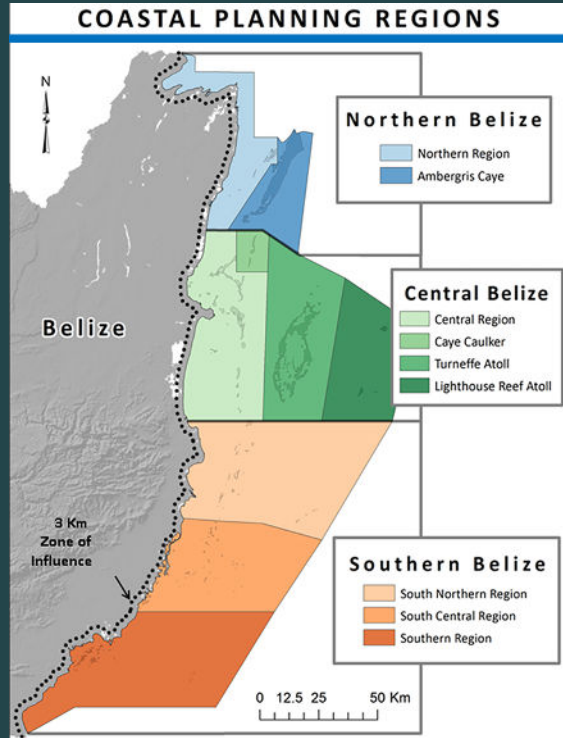 COASTAL PLANNING REGIONS
N
Northern Belize
Northern Region
Ambergris Caye
Belize
Central Belize
Central Region
Caye Caulker
Turneffe Atoll
Lighthouse Reef Atoll
3 Km
Zone of
Influence
Southern Belize
South Northern Region
South Central Region
Southern Region
0 12.5 25 50 Km